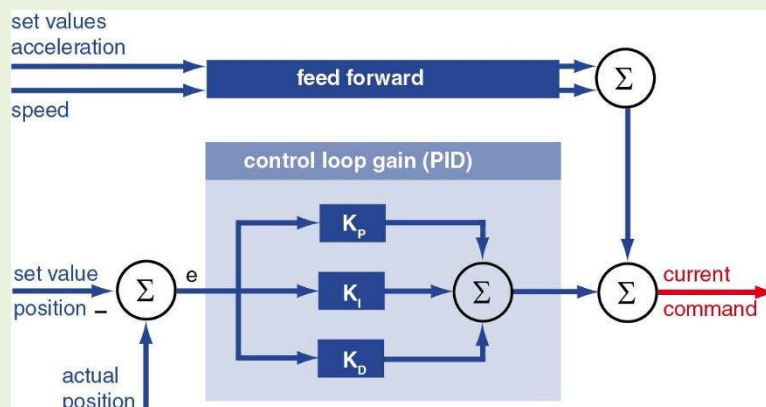 set values
acceleration
feed forward
Σ
speed
control loop gain (PID)
K_P
set value
position –
Σ
e
K_I
Σ
Σ
current
command
K_D
actual
position